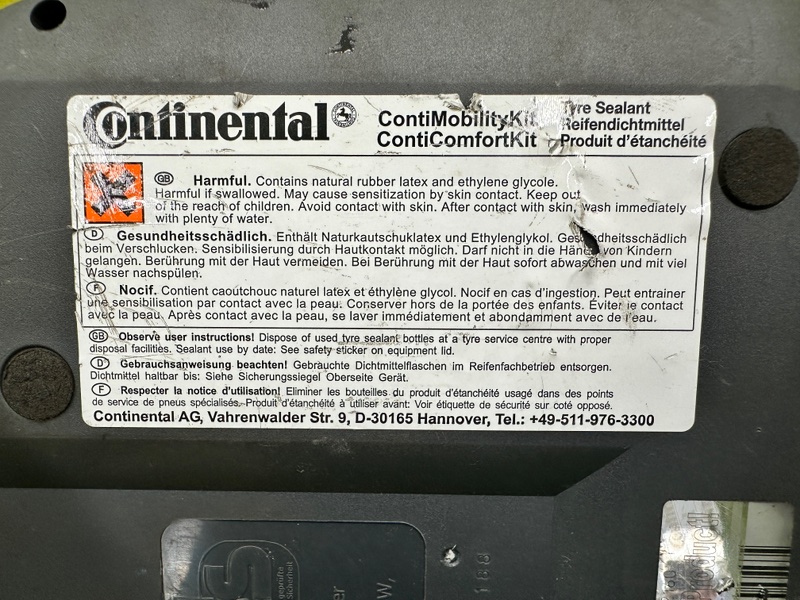 Continental
ContiMobilityKit
ContiComfortKit
Tyre Sealant
Reifendichtmittel
Produit d'étanchéité
GB Harmful. Contains natural rubber latex and ethylene glycole.
Harmful if swallowed. May cause sensitization by skin contact. Keep out
of the reach of children. Avoid contact with skin. After contact with skin, wash immediately
with plenty of water.
D Gesundheitsschädlich. Enthält Naturkautschuklatex und Ethylenglykol. Gesundheitsschädlich
beim Verschlucken. Sensibilisierung durch Hautkontakt möglich. Darf nicht in die Hände von Kindern
gelangen. Berührung mit der Haut vermeiden. Bei Berührung mit der Haut sofort abwaschen und mit viel
Wasser nachspülen.
F Nocif. Contient caoutchouc naturel latex et éthylène glycol. Nocif en cas d'ingestion. Peut entrainer
une sensibilisation par contact avec la peau. Conserver hors de la portée des enfants. Éviter le contact
avec la peau. Après contact avec la peau, se laver immédiatement et abondamment avec de l'eau.
GB Observe user instructions! Dispose of used tyre sealant bottles at a tyre service centre with proper
disposal facilities. Sealant use by date: See safety sticker on equipment lid.
D Gebrauchsanweisung beachten! Gebrauchte Dichtmittelflaschen im Reifenfachbetrieb entsorgen.
Dichtmittel haltbar bis: Siehe Sicherungssiegel Oberseite Gerät.
F Respecter la notice d'utilisation! Eliminer les bouteilles du produit d'étanchéité usagé dans des points
de service de pneus spécialisés. Produit d'étanchéité à utiliser avant: Voir étiquette de sécurité sur coté opposé.
Continental AG, Vahrenwalder Str. 9, D-30165 Hannover, Tel.: +49-511-976-3300
geprüfte
Sicherheit
188